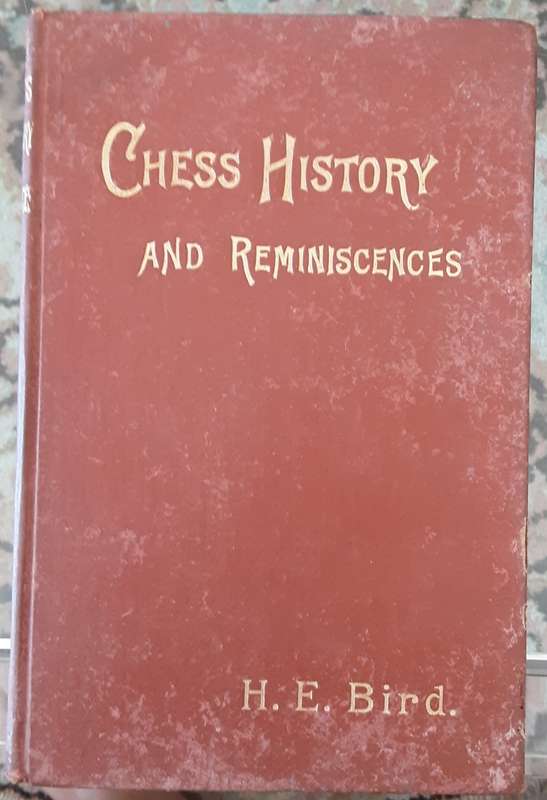 CHESS HISTORY
AND REMINISCENCES
H. E. Bird.